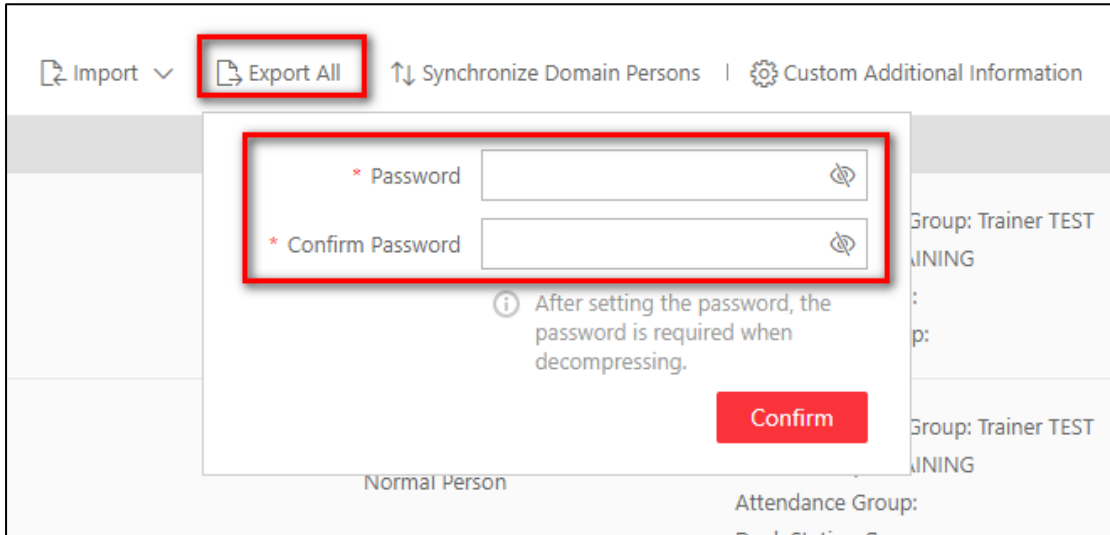 Import Export All Synchronize Domain Persons Custom Additional Information
* Password
* Confirm Password
After setting the password, the
password is required when
decompressing.
Confirm
Group: Trainer TEST
:
Normal Person
Group: Trainer TEST
Attendance Group: